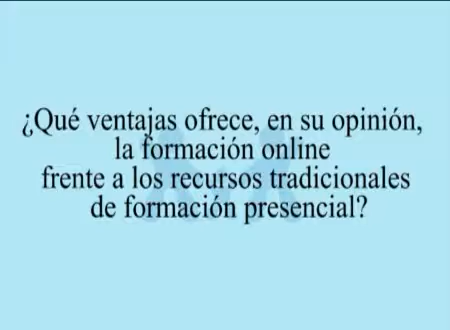 ¿Qué ventajas ofrece, en su opinión,
la formación online
frente a los recursos tradicionales
de formación presencial?